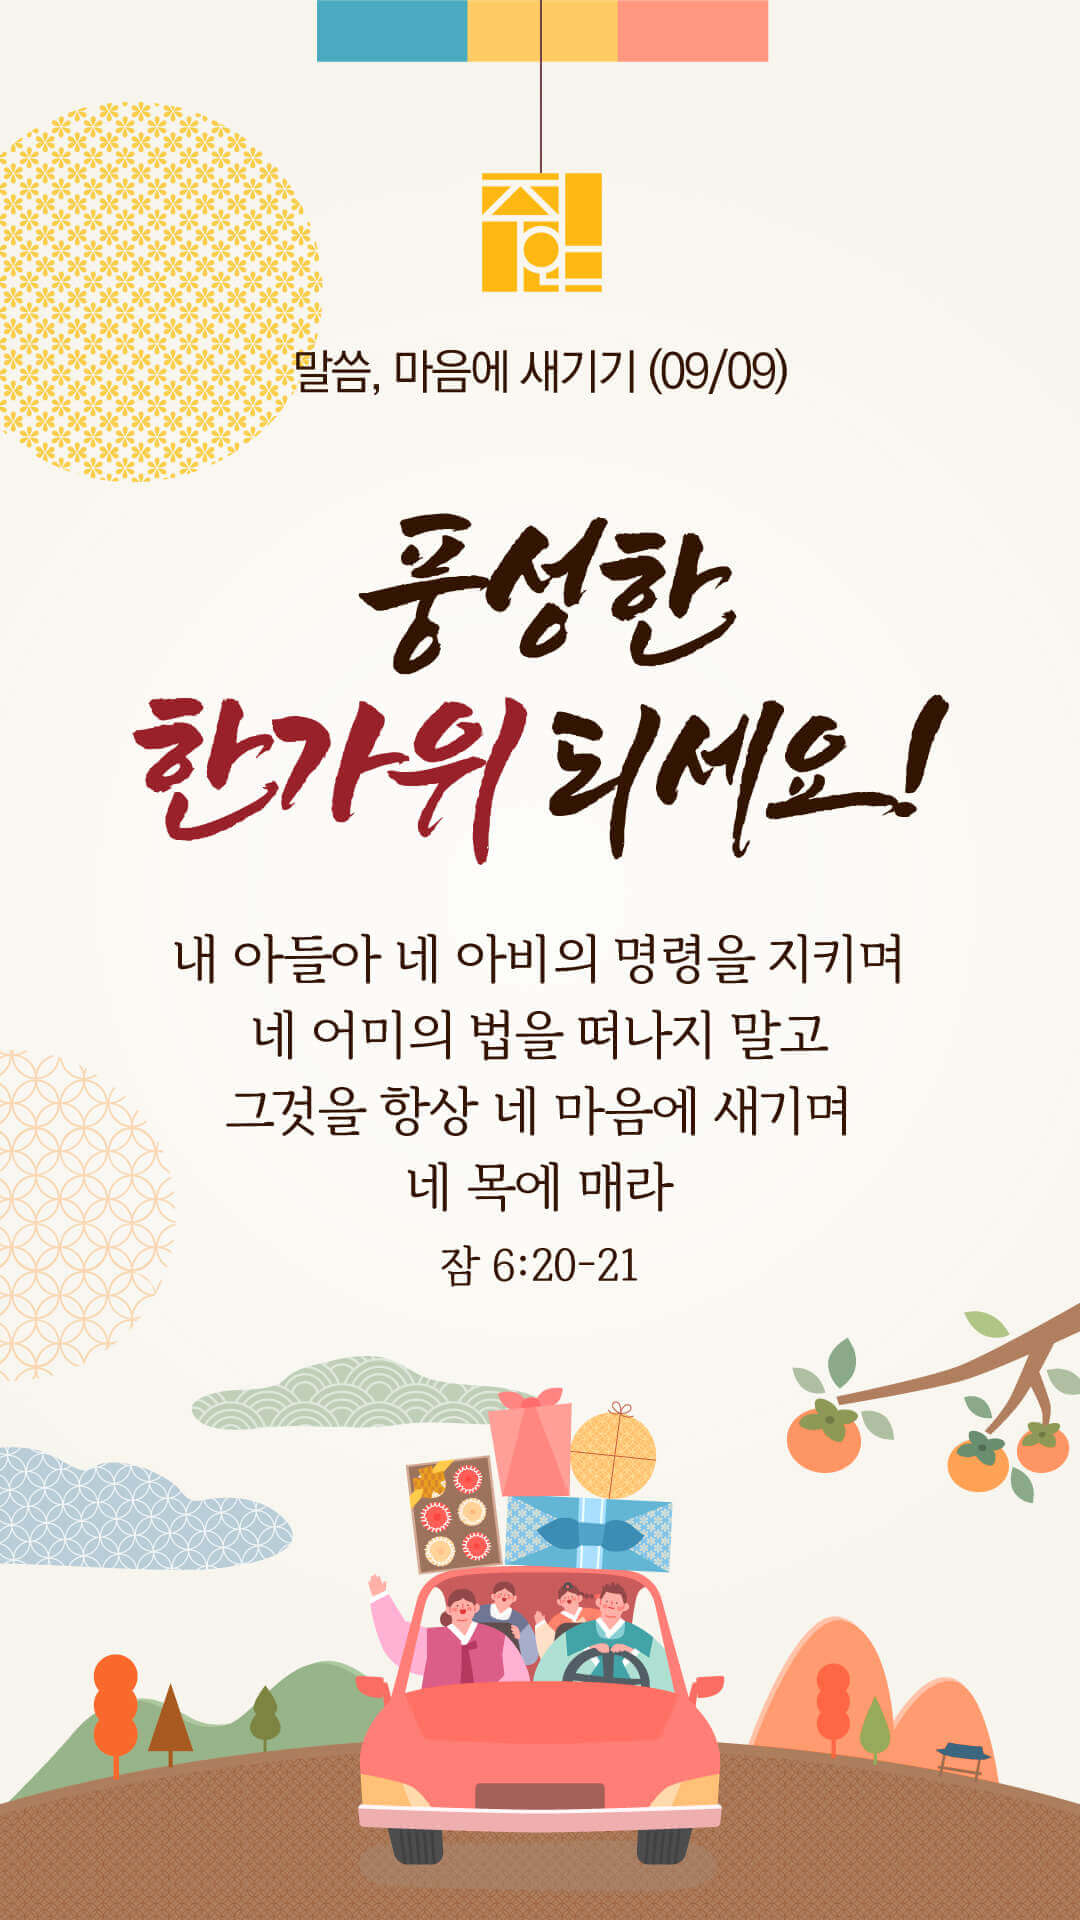 증인
말씀, 마음에 새기기 (09/09)
풍성한
한가위 되세요!
내 아들아 네 아비의 명령을 지키며
네 어미의 법을 떠나지 말고
그것을 항상 네 마음에 새기며
네 목에 매라
잠 6:20-21